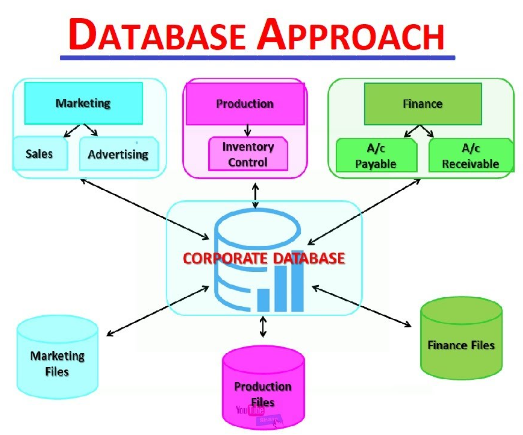 DATABASE APPROACH
Marketing
Sales
Advertising
Production
Inventory
Control
Finance
A/c
Payable
A/c
Receivable
CORPORATE DATABASE
Marketing
Files
Production
Files
Finance Files
YouTube